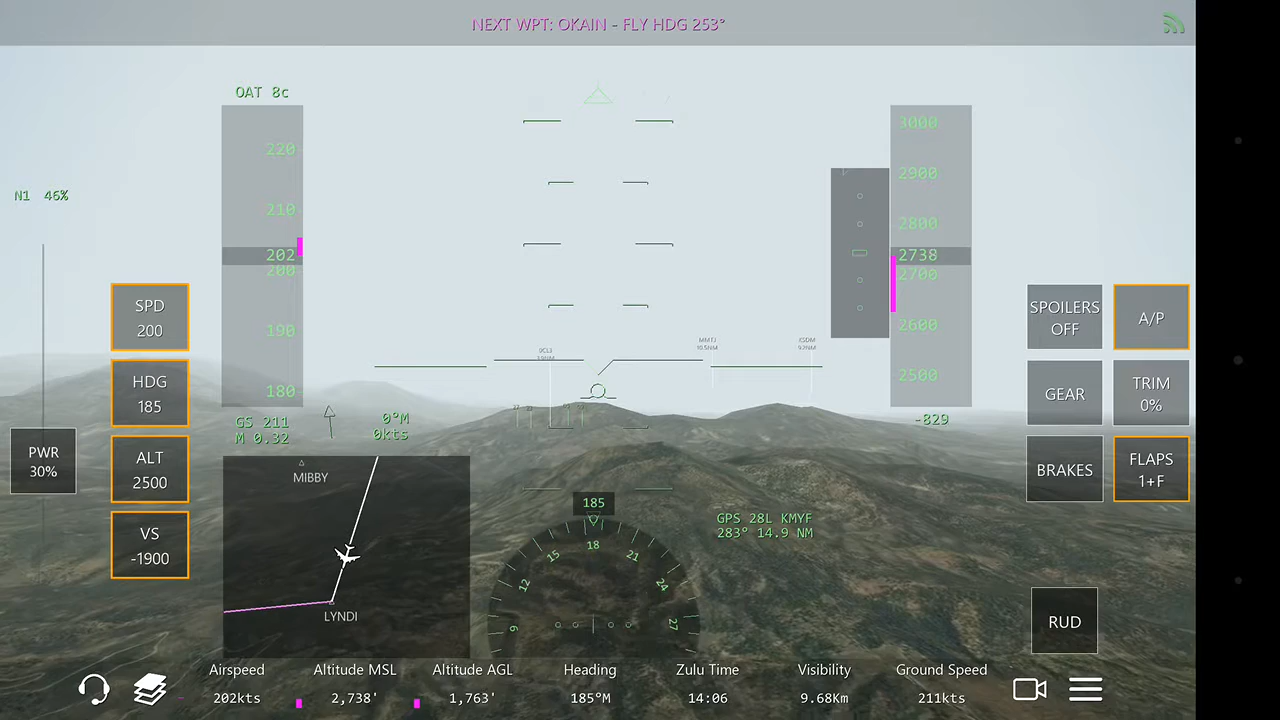 NEXT WPT: OKAIN - FLY HDG 253°
OAT 8c
220
210
202
200
190
180
GS 211
M 0.32
0°M
0kts
N1 46%
SPD
200
HDG
185
ALT
2500
VS
-1900
PWR
30%
3000
2900
2800
2738
2700
2600
2500
-829
SPOILERS
OFF
A/P
GEAR
TRIM
0%
BRAKES
FLAPS
1+F
RUD
MIBBY
LYNDI
185
6
12
15
18
21
24
27
GPS 28L KMYF
283° 14.9 NM
Airspeed
202kts
Altitude MSL
2,738'
Altitude AGL
1,763'
Heading
185°M
Zulu Time
14:06
Visibility
9.68km
Ground Speed
211kts